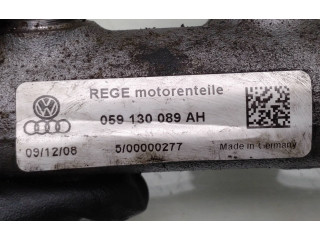 REGE motorenteile
059 130 089 AH
09/12/08 5/00000277 Made in Germany